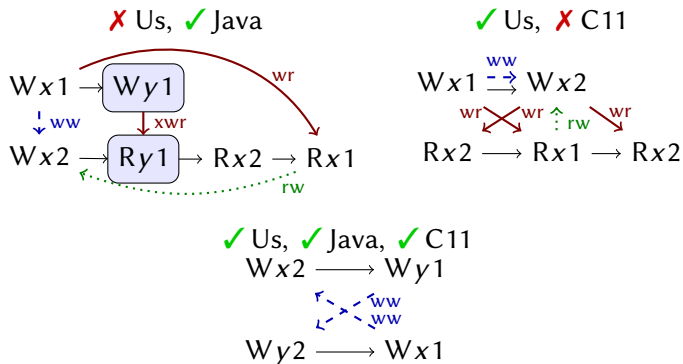 ✗ Us, ✓ Java
Wx1 Wy1 wr
ww xwr
Wx2 Ry1 Rx2 Rx1
rw
✓ Us, ✗ C11
ww
Wx1 Wx2
wr wr rw wr
Rx2 Rx1 Rx2
✓ Us, ✓ Java, ✓ C11
Wx2 Wy1
ww
ww
Wy2 Wx1